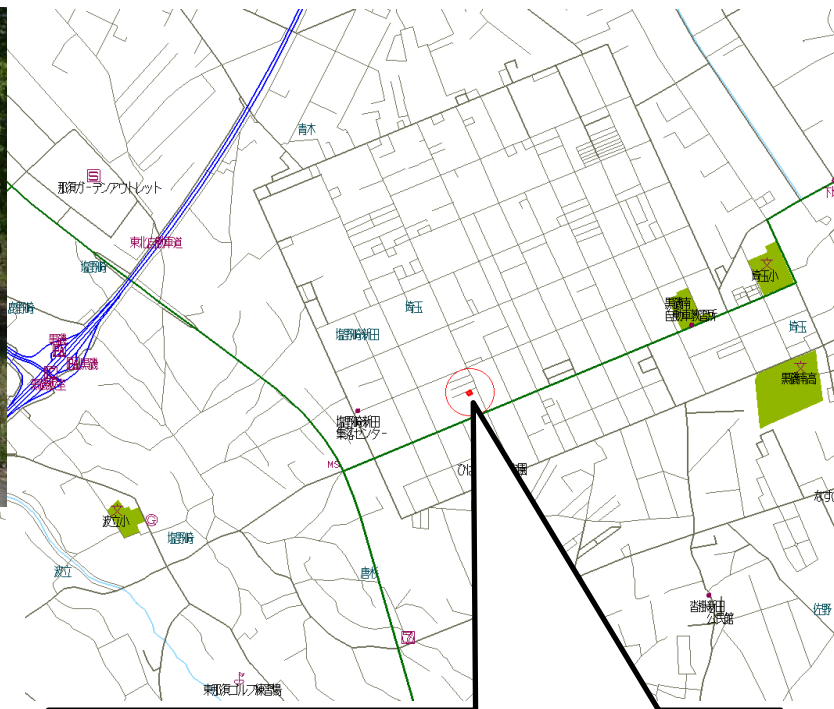 青木
那須ガーデンアウトレット
東北自動車道
塩野崎
鹿野崎
埼玉
塩野崎新田
黒磯南
自動車教習所
埼玉小
埼玉
黒磯南高
塩野崎新田
集落センター
MS
波立小
塩野崎
波立
唐杉
沓掛新田
公民館
佐野
東那須ゴルフ練習場